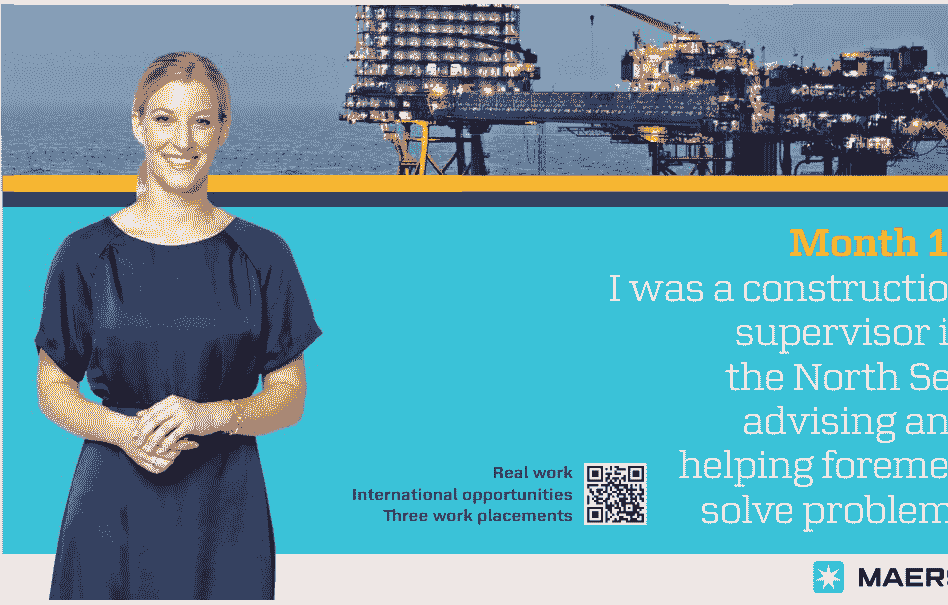 Month 1
I was a constructio
supervisor i
the North Se
advising an
helping foreme
solve problem
Real work
International opportunities
Three work placements
MAERS